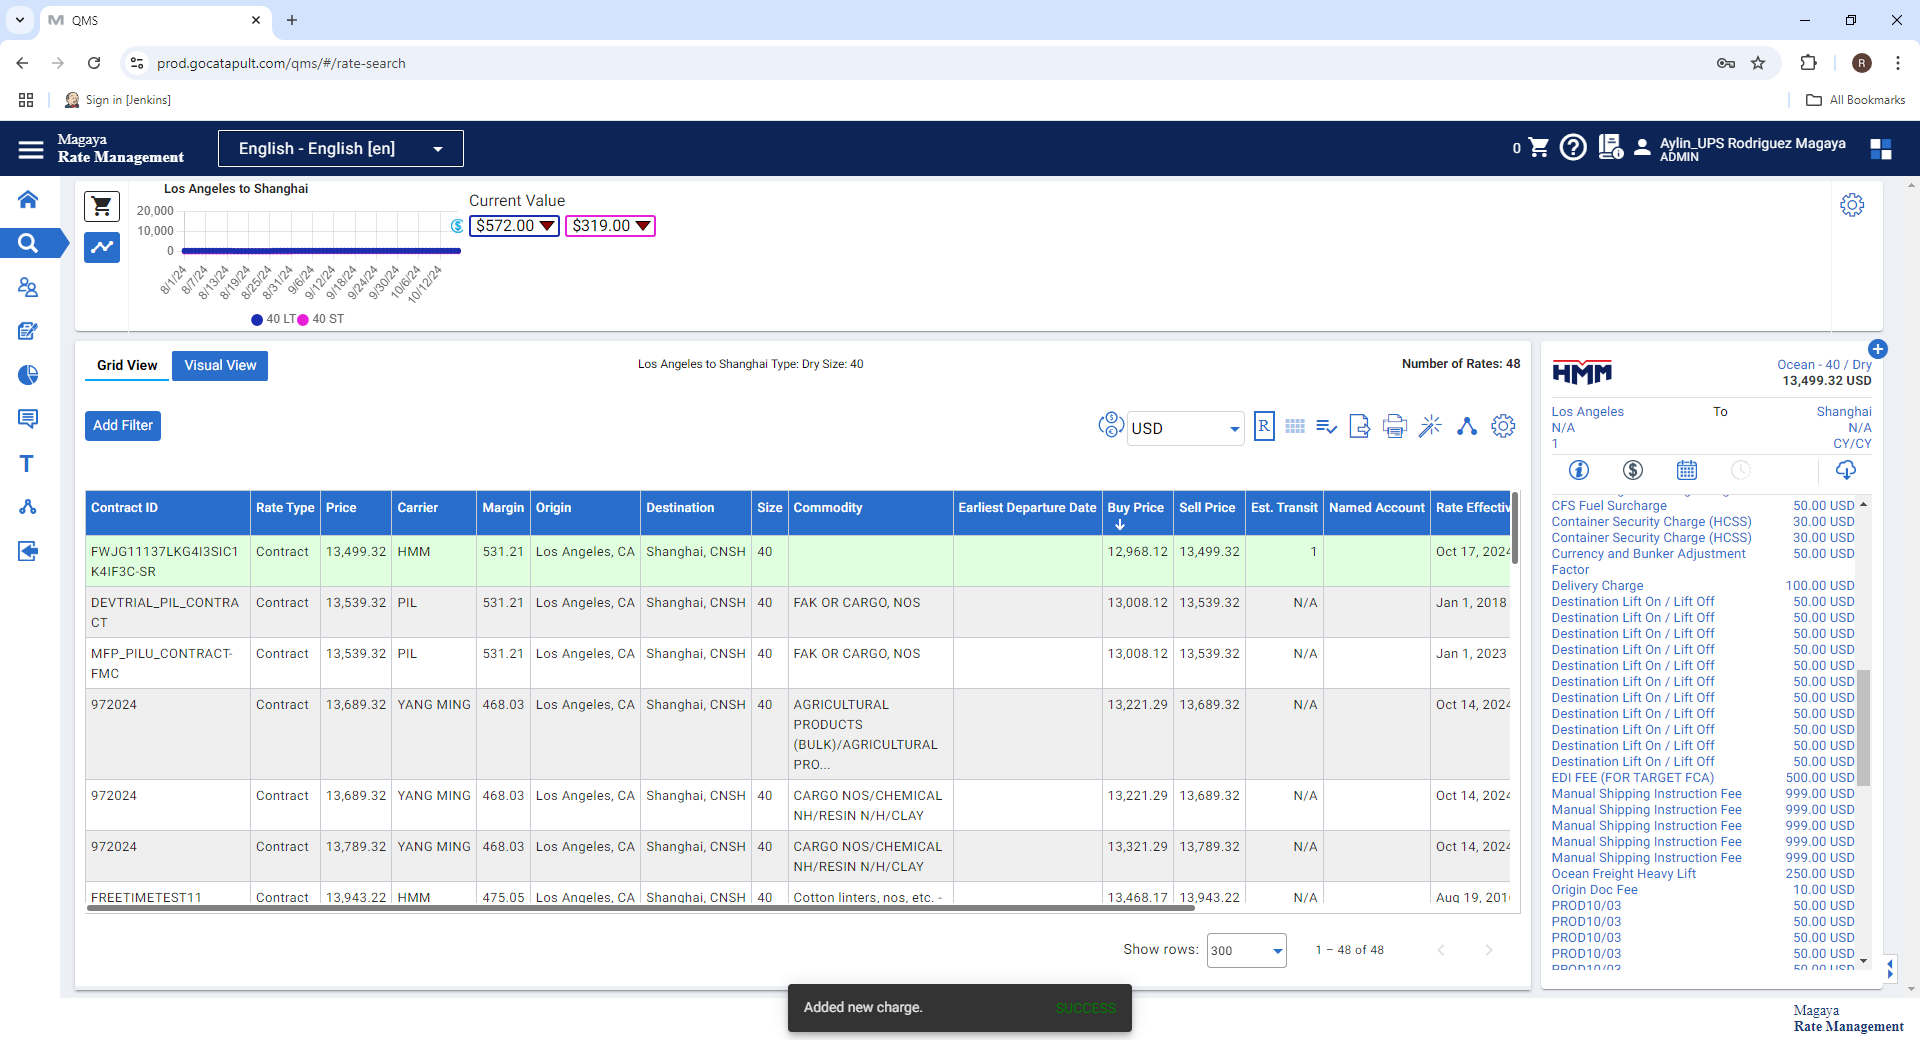 QMS
prod.gocatapult.com/qms/#/rate-search
R
Sign in [Jenkins]
All Bookmarks
Magaya
Rate Management
English - English [en]
0
Aylin_UPS Rodriguez Magaya
ADMIN
Los Angeles to Shanghai
20,000
10,000
0
8/1/24
8/7/24
8/13/24
8/19/24
8/25/24
8/31/24
9/6/24
9/12/24
9/18/24
9/24/24
9/30/24
10/6/24
10/12/24
40 LT
40 ST
Current Value
$572.00
$319.00
Grid View
Visual View
Los Angeles to Shanghai Type: Dry Size: 40
Number of Rates: 48
Add Filter
USD
R
Contract ID Rate Type Price Carrier Margin Origin Destination Size Commodity Earliest Departure Date Buy Price Sell Price Est. Transit Named Account Rate Effectiv
FWJG11137LKG4I3SIC1 Contract 13,499.32 HMM 531.21 Los Angeles, CA Shanghai, CNSH 40 12,968.12 13,499.32 1 Oct 17, 2024
K4IF3C-SR
DEVTRIAL_PIL_CONTRA Contract 13,539.32 PIL 531.21 Los Angeles, CA Shanghai, CNSH 40 FAK OR CARGO, NOS 13,008.12 13,539.32 N/A Jan 1, 2018
CT
MFP_PILU_CONTRACT- Contract 13,539.32 PIL 531.21 Los Angeles, CA Shanghai, CNSH 40 FAK OR CARGO, NOS 13,008.12 13,539.32 N/A Jan 1, 2023
FMC
972024 Contract 13,689.32 YANG MING 468.03 Los Angeles, CA Shanghai, CNSH 40 AGRICULTURAL 13,221.29 13,689.32 N/A Oct 14, 2024
PRODUCTS
(BULK)/AGRICULTURAL
PRO...
972024 Contract 13,689.32 YANG MING 468.03 Los Angeles, CA Shanghai, CNSH 40 CARGO NOS/CHEMICAL 13,221.29 13,689.32 N/A Oct 14, 2024
NH/RESIN N/H/CLAY
972024 Contract 13,789.32 YANG MING 468.03 Los Angeles, CA Shanghai, CNSH 40 CARGO NOS/CHEMICAL 13,321.29 13,789.32 N/A Oct 14, 2024
NH/RESIN N/H/CLAY
FREETIMETEST11 Contract 13,943.22 HMM 475.05 Los Angeles, CA Shanghai, CNSH 40 Cotton linters, nos, etc. - 13,468.17 13,943.22 N/A Aug 19, 201
Show rows: 300 1 – 48 of 48
HMM
Ocean - 40 / Dry
13,499.32 USD
Los Angeles To Shanghai
N/A N/A
1 CY/CY
CFS Fuel Surcharge 50.00 USD
Container Security Charge (HCSS) 30.00 USD
Container Security Charge (HCSS) 30.00 USD
Currency and Bunker Adjustment 50.00 USD
Factor
Delivery Charge 100.00 USD
Destination Lift On / Lift Off 50.00 USD
Destination Lift On / Lift Off 50.00 USD
Destination Lift On / Lift Off 50.00 USD
Destination Lift On / Lift Off 50.00 USD
Destination Lift On / Lift Off 50.00 USD
Destination Lift On / Lift Off 50.00 USD
Destination Lift On / Lift Off 50.00 USD
Destination Lift On / Lift Off 50.00 USD
Destination Lift On / Lift Off 50.00 USD
Destination Lift On / Lift Off 50.00 USD
Destination Lift On / Lift Off 50.00 USD
EDI FEE (FOR TARGET FCA) 500.00 USD
Manual Shipping Instruction Fee 999.00 USD
Manual Shipping Instruction Fee 999.00 USD
Manual Shipping Instruction Fee 999.00 USD
Manual Shipping Instruction Fee 999.00 USD
Manual Shipping Instruction Fee 999.00 USD
Ocean Freight Heavy Lift 250.00 USD
Origin Doc Fee 10.00 USD
PROD10/03 50.00 USD
PROD10/03 50.00 USD
PROD10/03 50.00 USD
PROD10/03 50.00 USD
PROD10/03 50.00 USD
Added new charge. SUCCESS
Magaya
Rate Management